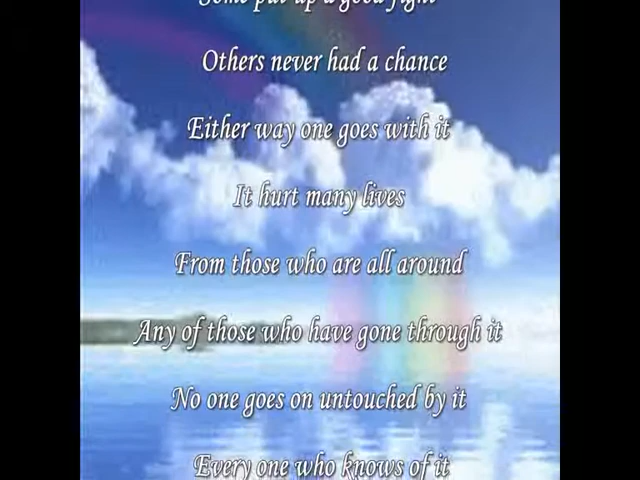 Some put up a good fight
Others never had a chance
Either way one goes with it
It hurt many lives
From those who are all around
Any of those who have gone through it
No one goes on untouched by it
Every one who knows of it